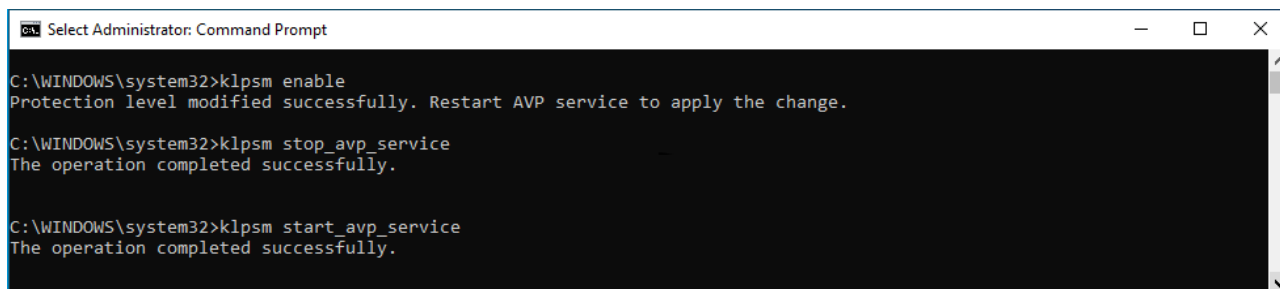 Select Administrator: Command Prompt
C:\WINDOWS\system32>klpsm enable
Protection level modified successfully. Restart AVP service to apply the change.
C:\WINDOWS\system32>klpsm stop_avp_service
The operation completed successfully.
C:\WINDOWS\system32>klpsm start_avp_service
The operation completed successfully.